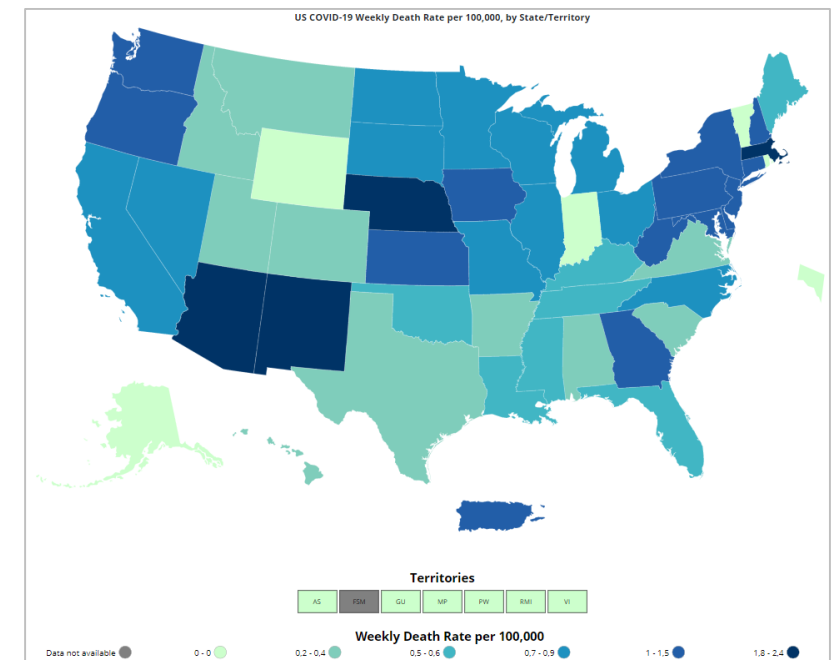 US COVID-19 Weekly Death Rate per 100,000, by State/Territory
Territories
AS FSM GU MP PW RMI VI
Weekly Death Rate per 100,000
Data not available 0 - 0 0,2 - 0,4 0,5 - 0,6 0,7 - 0,9 1 - 1,5 1,8 - 2,4